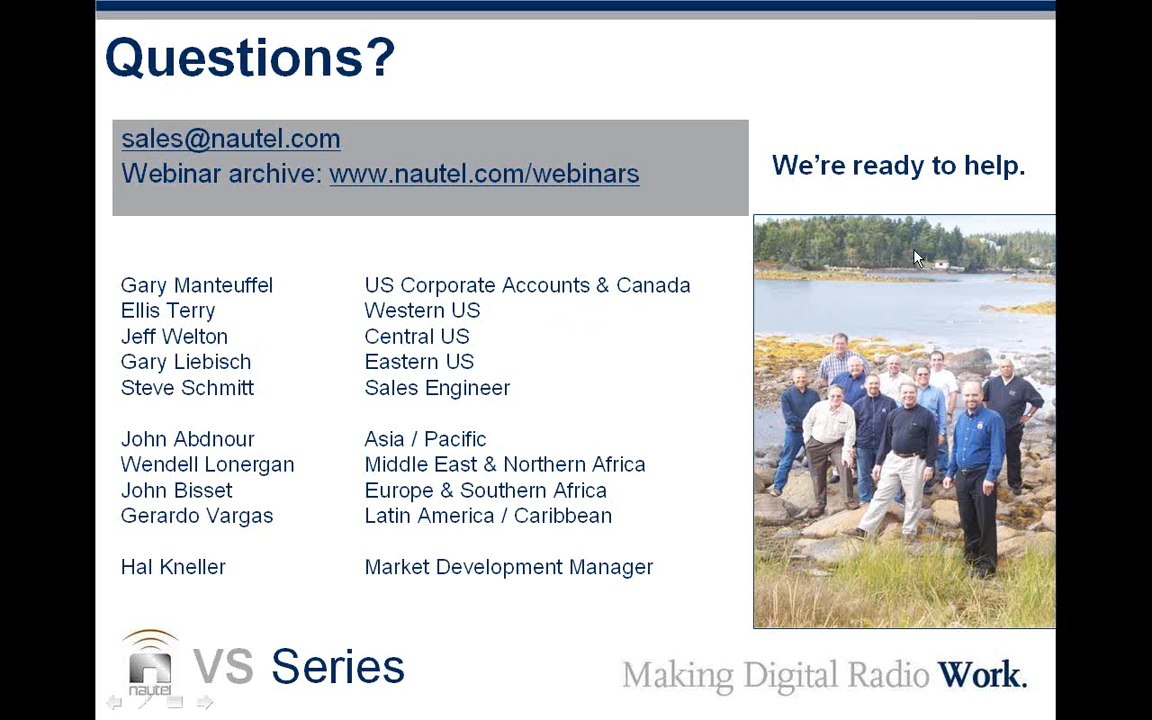 Questions?
sales@nautel.com
Webinar archive: www.nautel.com/webinars
We're ready to help.
Gary Manteuffel US Corporate Accounts & Canada
Ellis Terry Western US
Jeff Welton Central US
Gary Liebisch Eastern US
Steve Schmitt Sales Engineer
John Abdnour Asia / Pacific
Wendell Lonergan Middle East & Northern Africa
John Bisset Europe & Southern Africa
Gerardo Vargas Latin America / Caribbean
Hal Kneller Market Development Manager
nautel VS Series
Making Digital Radio Work.